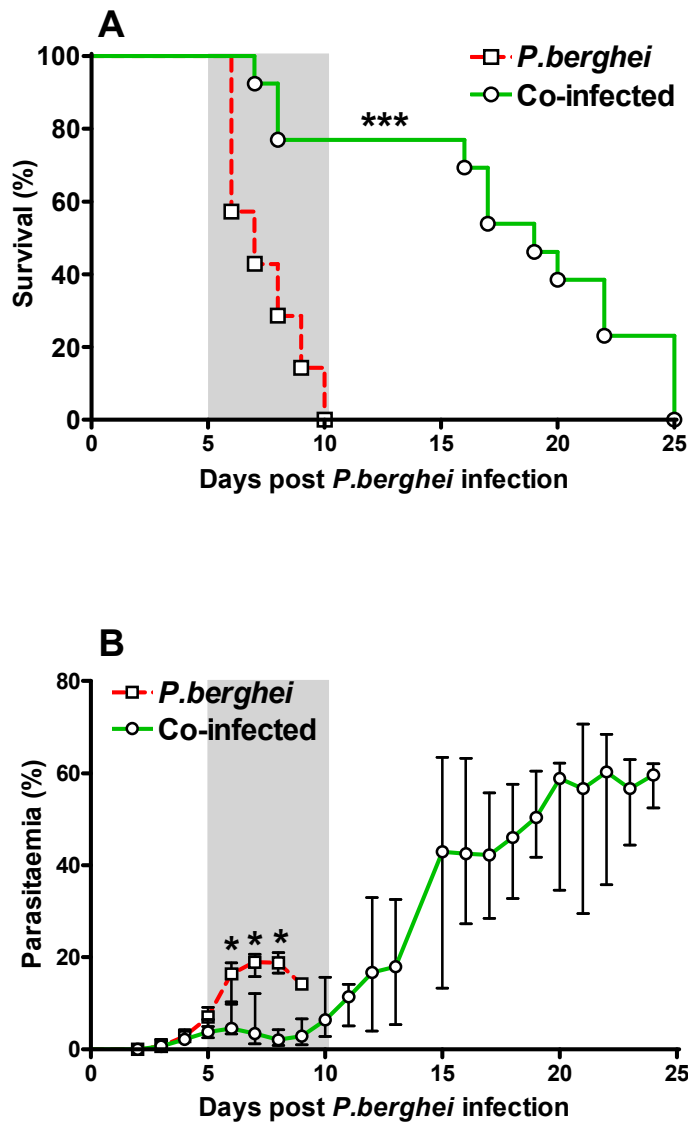 A
100
80
60
40
20
0
Survival (%)
P.berghei
Co-infected
***
0 5 10 15 20 25
Days post P.berghei infection
B
80
60
40
20
0
Parasitaemia (%)
P.berghei
Co-infected
* * *
0 5 10 15 20 25
Days post P.berghei infection